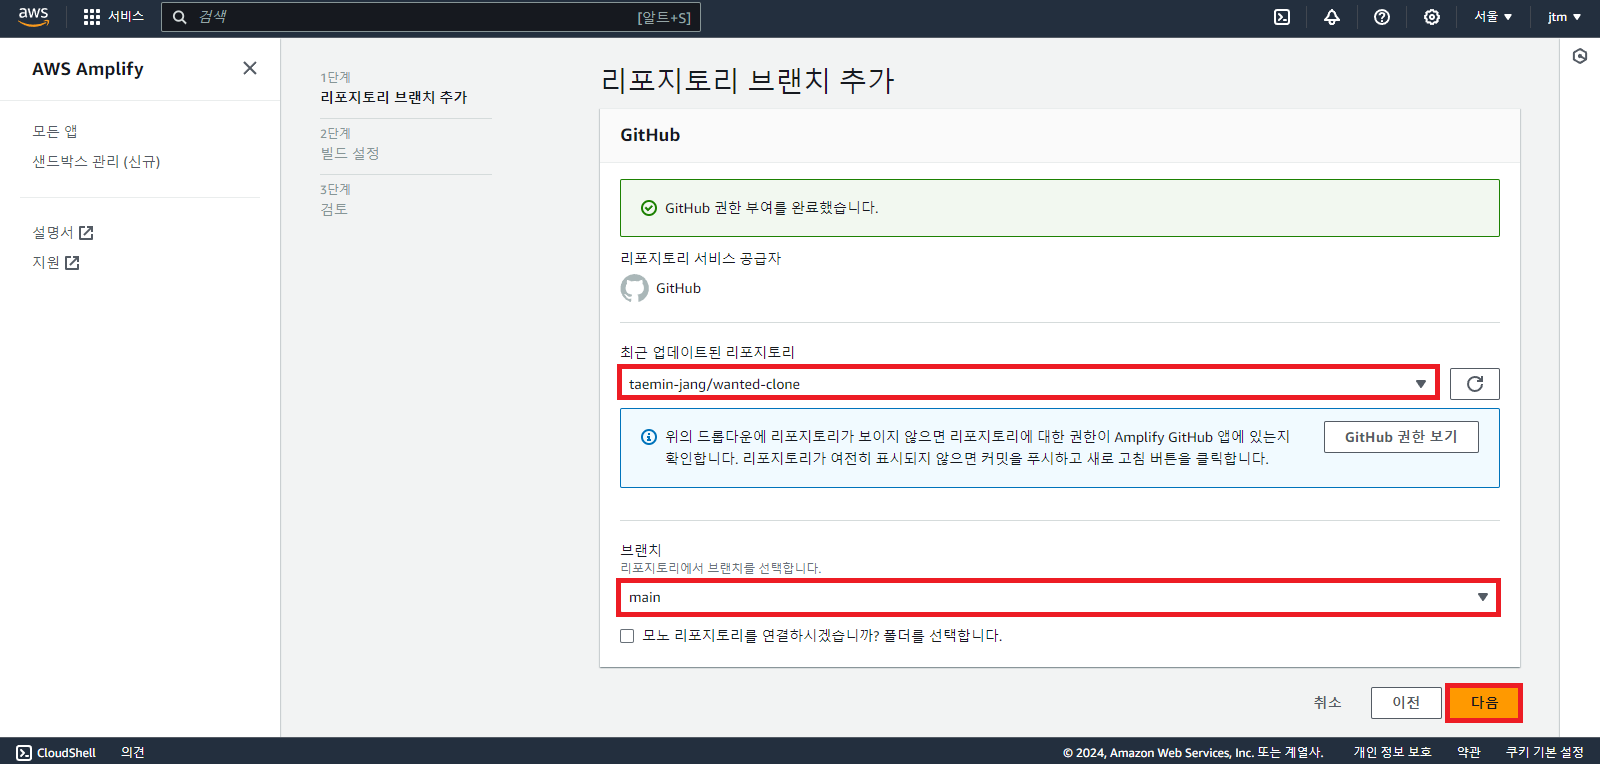 aws
서비스
검색
[알트+S]
서울
jtm
AWS Amplify
모든 앱
샌드박스 관리 (신규)
설명서
지원
1단계
리포지토리 브랜치 추가
2단계
빌드 설정
3단계
검토
리포지토리 브랜치 추가
GitHub
GitHub 권한 부여를 완료했습니다.
리포지토리 서비스 공급자
GitHub
최근 업데이트된 리포지토리
taemin-jang/wanted-clone
위의 드롭다운에 리포지토리가 보이지 않으면 리포지토리에 대한 권한이 Amplify GitHub 앱에 있는지
확인합니다. 리포지토리가 여전히 표시되지 않으면 커밋을 푸시하고 새로 고침 버튼을 클릭합니다.
GitHub 권한 보기
브랜치
리포지토리에서 브랜치를 선택합니다.
main
모노 리포지토리를 연결하시겠습니까? 폴더를 선택합니다.
취소
이전
다음
CloudShell
의견
© 2024, Amazon Web Services, Inc. 또는 계열사.
개인 정보 보호
약관
쿠키 기본 설정